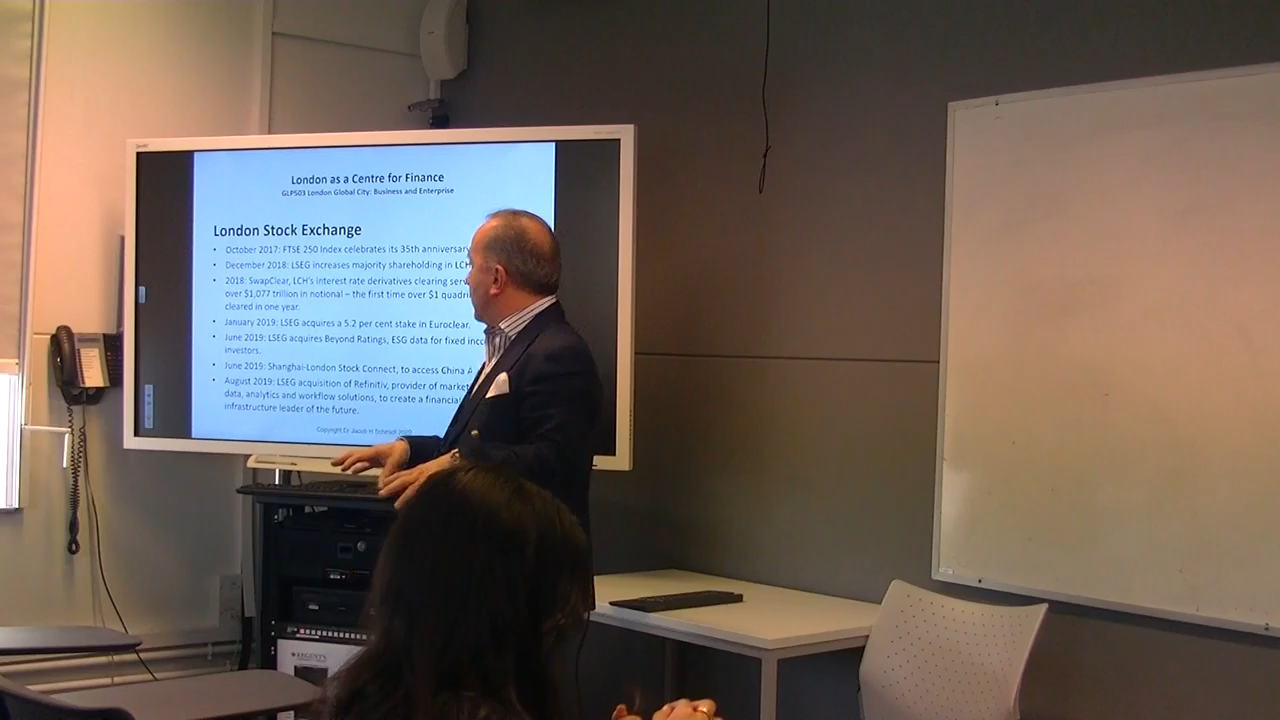 London as a Centre for Finance
GLP503 London Global City: Business and Enterprise
London Stock Exchange
• October 2017: FTSE 250 Index celebrates its 35th anniversary
• December 2018: LSEG increases majority shareholding in LCH
• 2018: SwapClear, LCH's interest rate derivatives clearing
over $1,077 trillion in notional – the first time over $1
cleared in one year.
• January 2019: LSEG acquires a 5.2 per cent stake in Euroclear.
• June 2019: LSEG acquires Beyond Ratings, ESG data for fixed
investors.
• June 2019: Shanghai-London Stock Connect, to access China
• August 2019: LSEG acquisition of Refinitiv, provider of market
data, analytics and workflow solutions, to create a financial
infrastructure leader of the future.
Copyright Dr Jacob H 2020
REGENT'S